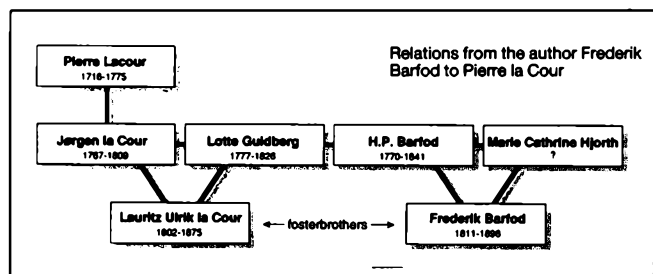 Relations from the author Frederik
Barfod to Pierre la Cour
Pierre Lacour
1716-1775
Jørgen la Cour
1767-1809
Lotte Guldberg
1777-1826
H.P. Barfod
1770-1841
Marie Cathrine Hjorth
?
Lauritz Ulrik la Cour
1802-1875
← fosterbrothers →
Frederik Barfod
1811-1896